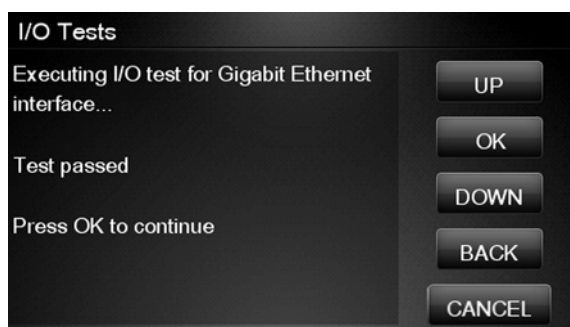 I/O Tests
Executing I/O test for Gigabit Ethernet
interface...
Test passed
Press OK to continue
UP
OK
DOWN
BACK
CANCEL